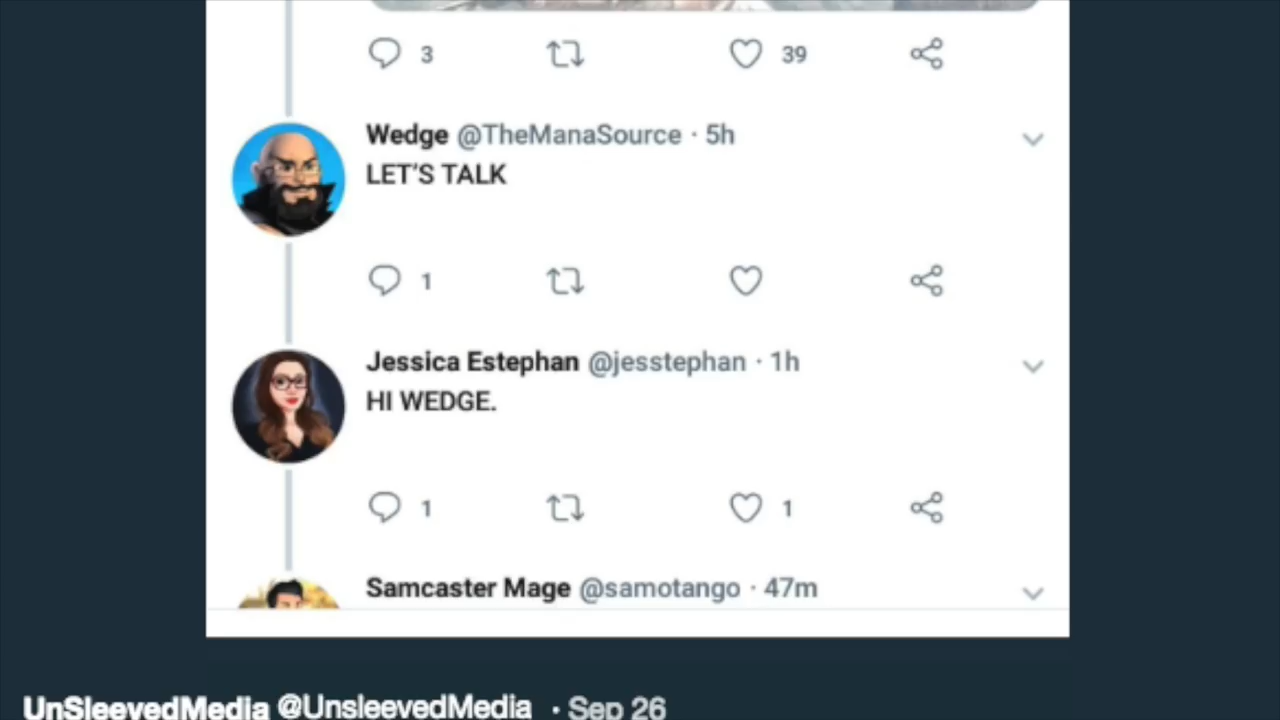 3 39
Wedge @TheManaSource · 5h
LET'S TALK
1
Jessica Estephan @jesstephan · 1h
HI WEDGE.
1 1
Samcaster Mage @samotango · 47m
UnSleevedMedia @UnsleevedMedia · Sep 26